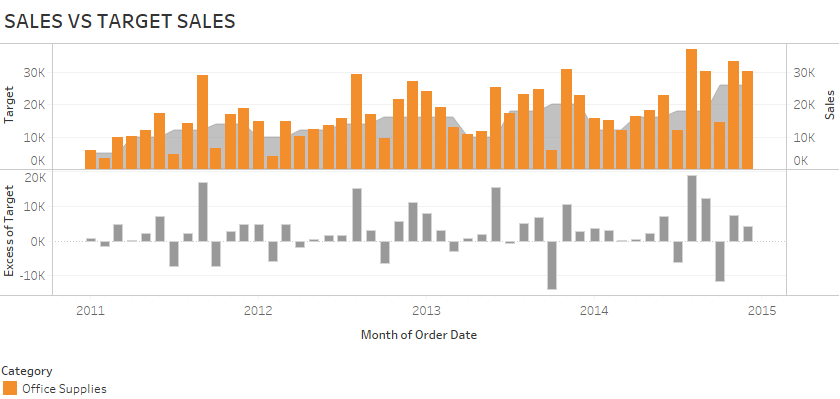 SALES VS TARGET SALES
Target
30K
20K
10K
0K
30K
20K
10K
0K
Sales
Excess of Target
20K
10K
0K
-10K
2011
2012
2013
2014
2015
Month of Order Date
Category
Office Supplies